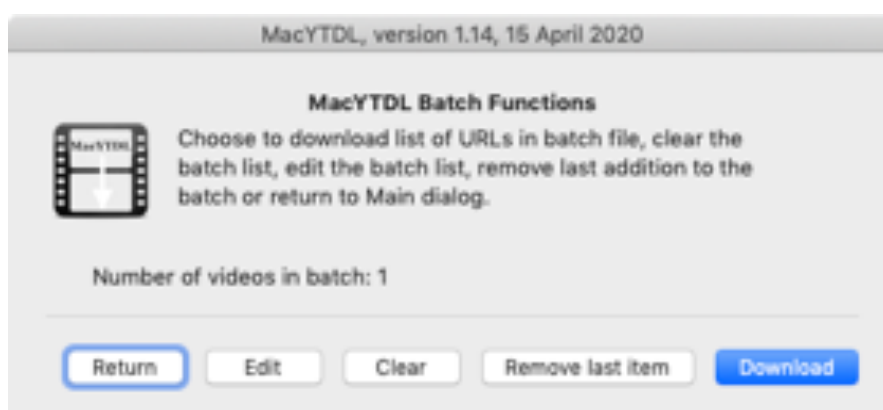 MacYTDL, version 1.14, 15 April 2020
MacYTDL Batch Functions
MacYTDL
Choose to download list of URLs in batch file, clear the
batch list, edit the batch list, remove last addition to the
batch or return to Main dialog.
Number of videos in batch: 1
Return Edit Clear Remove last item Download